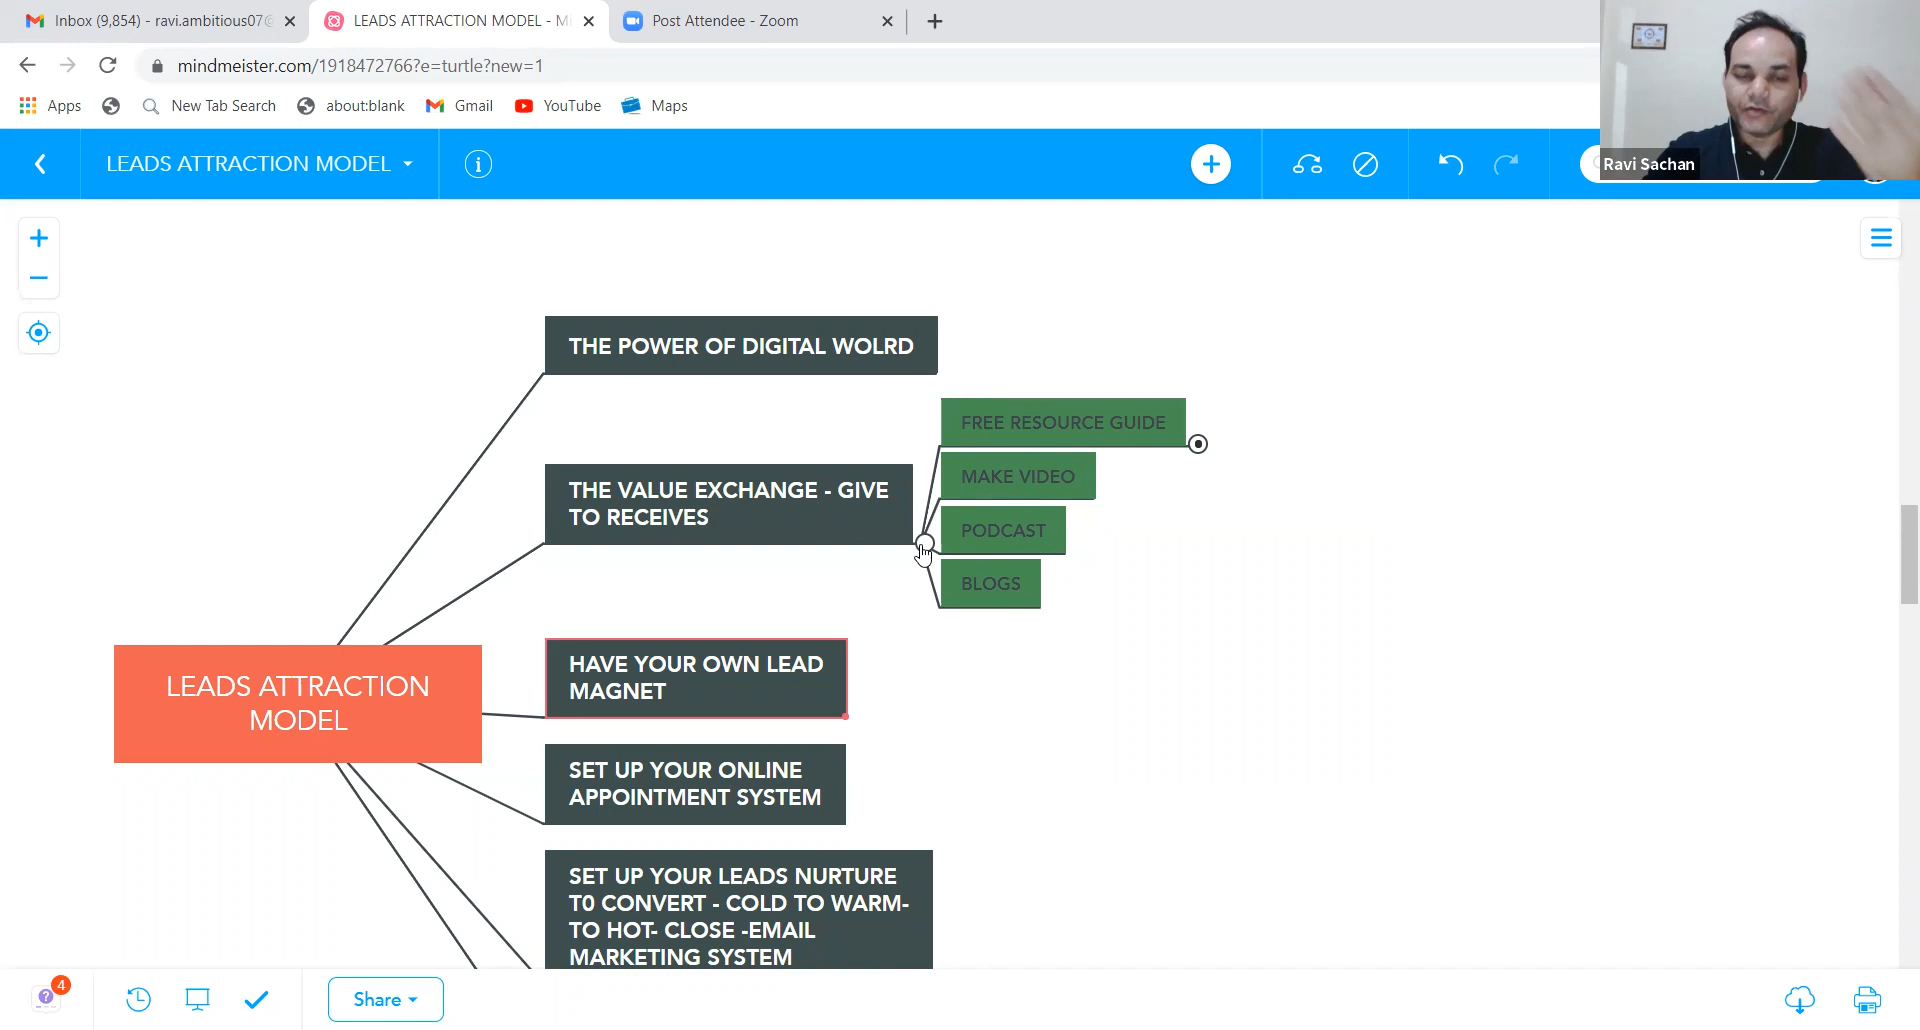 Inbox (9,854) - ravi.ambitious07@
LEADS ATTRACTION MODEL - M
Post Attendee - Zoom
mindmeister.com/1918472766?e=turtle?new=1
Apps
New Tab Search
about:blank
Gmail
YouTube
Maps
LEADS ATTRACTION MODEL
Ravi Sachan
THE POWER OF DIGITAL WOLRD
FREE RESOURCE GUIDE
MAKE VIDEO
THE VALUE EXCHANGE - GIVE
TO RECEIVES
PODCAST
BLOGS
HAVE YOUR OWN LEAD
MAGNET
LEADS ATTRACTION
MODEL
SET UP YOUR ONLINE
APPOINTMENT SYSTEM
SET UP YOUR LEADS NURTURE
T0 CONVERT - COLD TO WARM-
TO HOT- CLOSE -EMAIL
MARKETING SYSTEM
4
Share